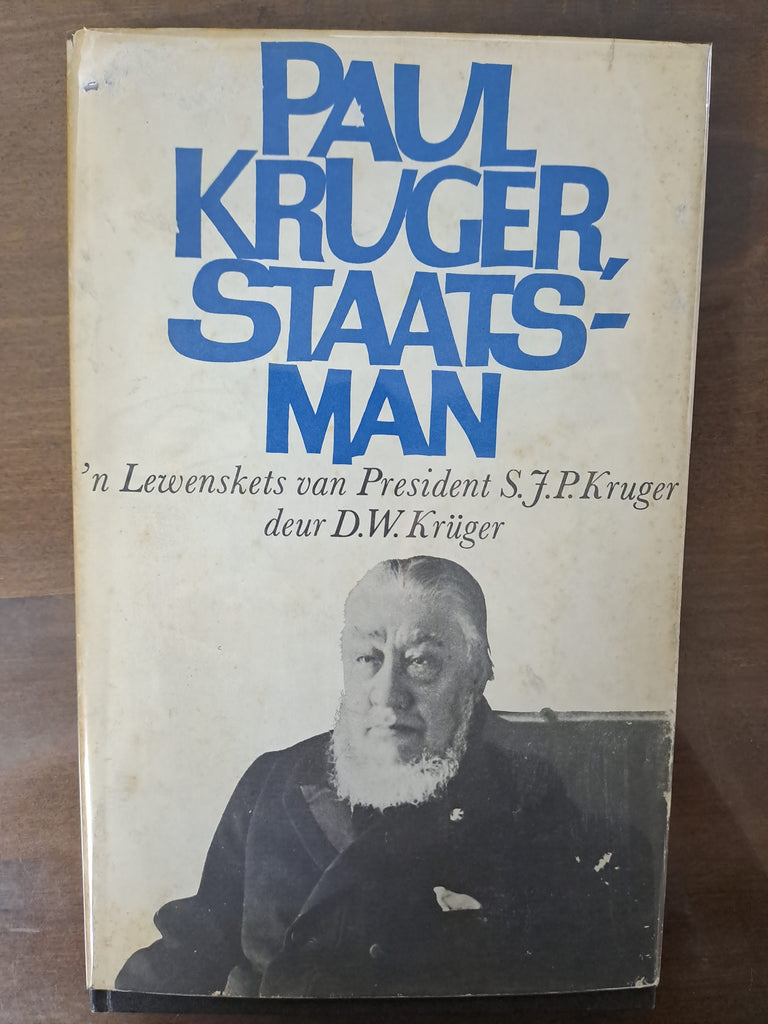 PAUL
KRUGER,
STAATS-
MAN
'n Lewenskets van President S.J.P. Kruger
deur D.W. Krüger